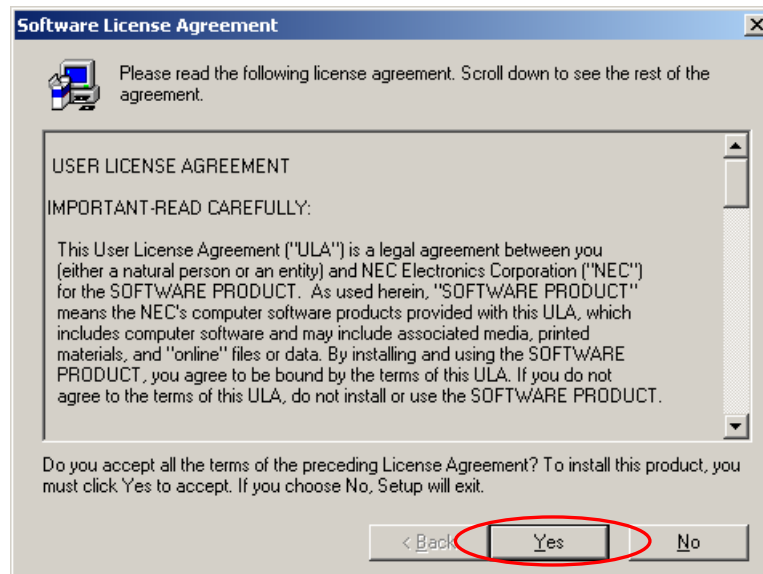 Software License Agreement
Please read the following license agreement. Scroll down to see the rest of the
agreement.
USER LICENSE AGREEMENT
IMPORTANT-READ CAREFULLY:
This User License Agreement ("ULA") is a legal agreement between you
(either a natural person or an entity) and NEC Electronics Corporation ("NEC")
for the SOFTWARE PRODUCT.  As used herein, "SOFTWARE PRODUCT"
means the NEC's computer software products provided with this ULA, which
includes computer software and may include associated media, printed
materials, and "online" files or data. By installing and using the SOFTWARE
PRODUCT, you agree to be bound by the terms of this ULA. If you do not
agree to the terms of this ULA, do not install or use the SOFTWARE PRODUCT.
Do you accept all the terms of the preceding License Agreement? To install this product, you
must click Yes to accept. If you choose No, Setup will exit.
< Back Yes No